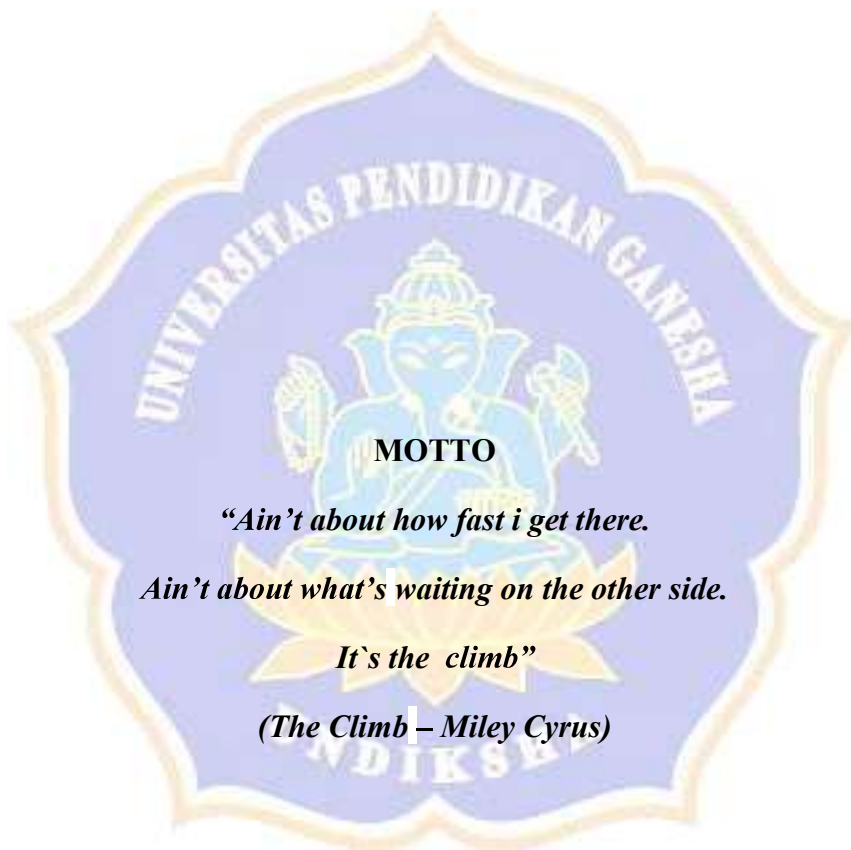 UNIVERSITAS PENDIDIKAN GANESHA
MOTTO
“Ain’t about how fast i get there.
Ain’t about what’s waiting on the other side.
It`s the  climb”
(The Climb – Miley Cyrus)
UNDIKSHA